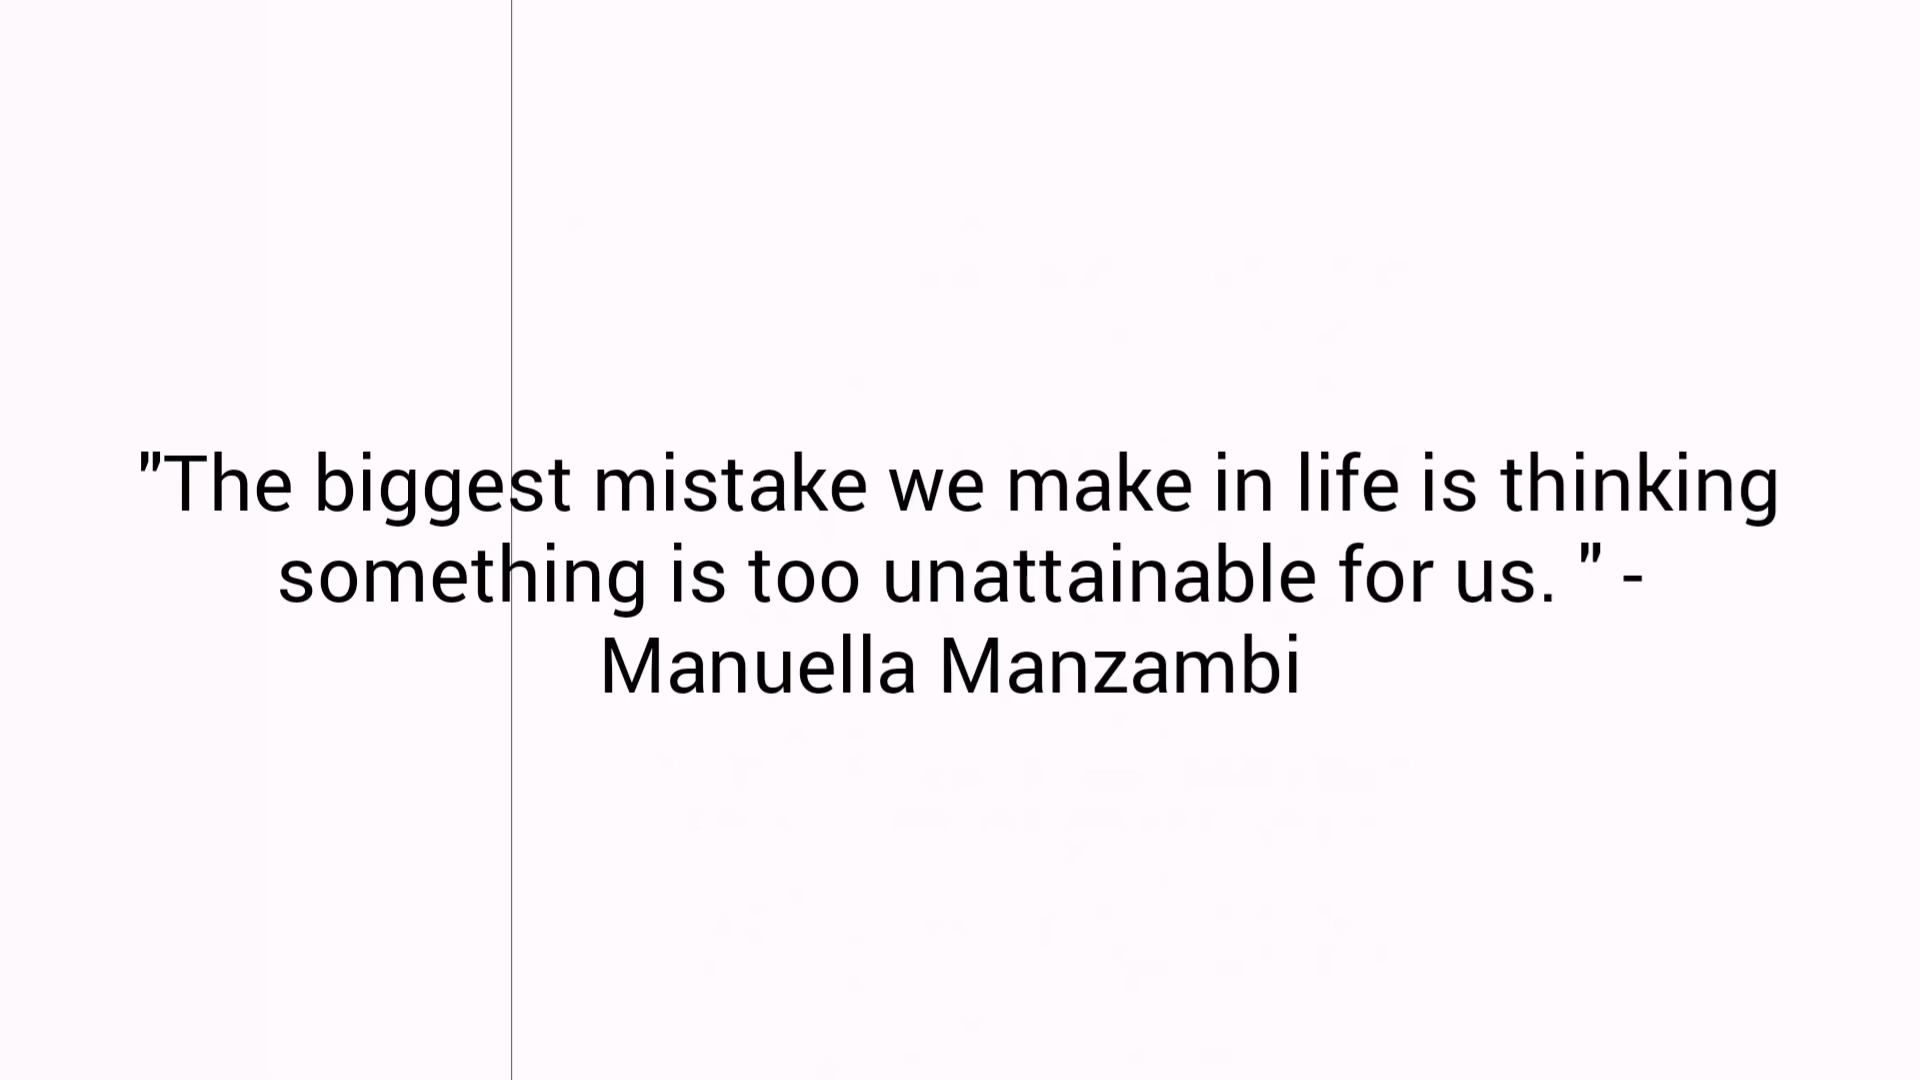 "The biggest mistake we make in life is thinking
something is too unattainable for us. " -
Manuella Manzambi